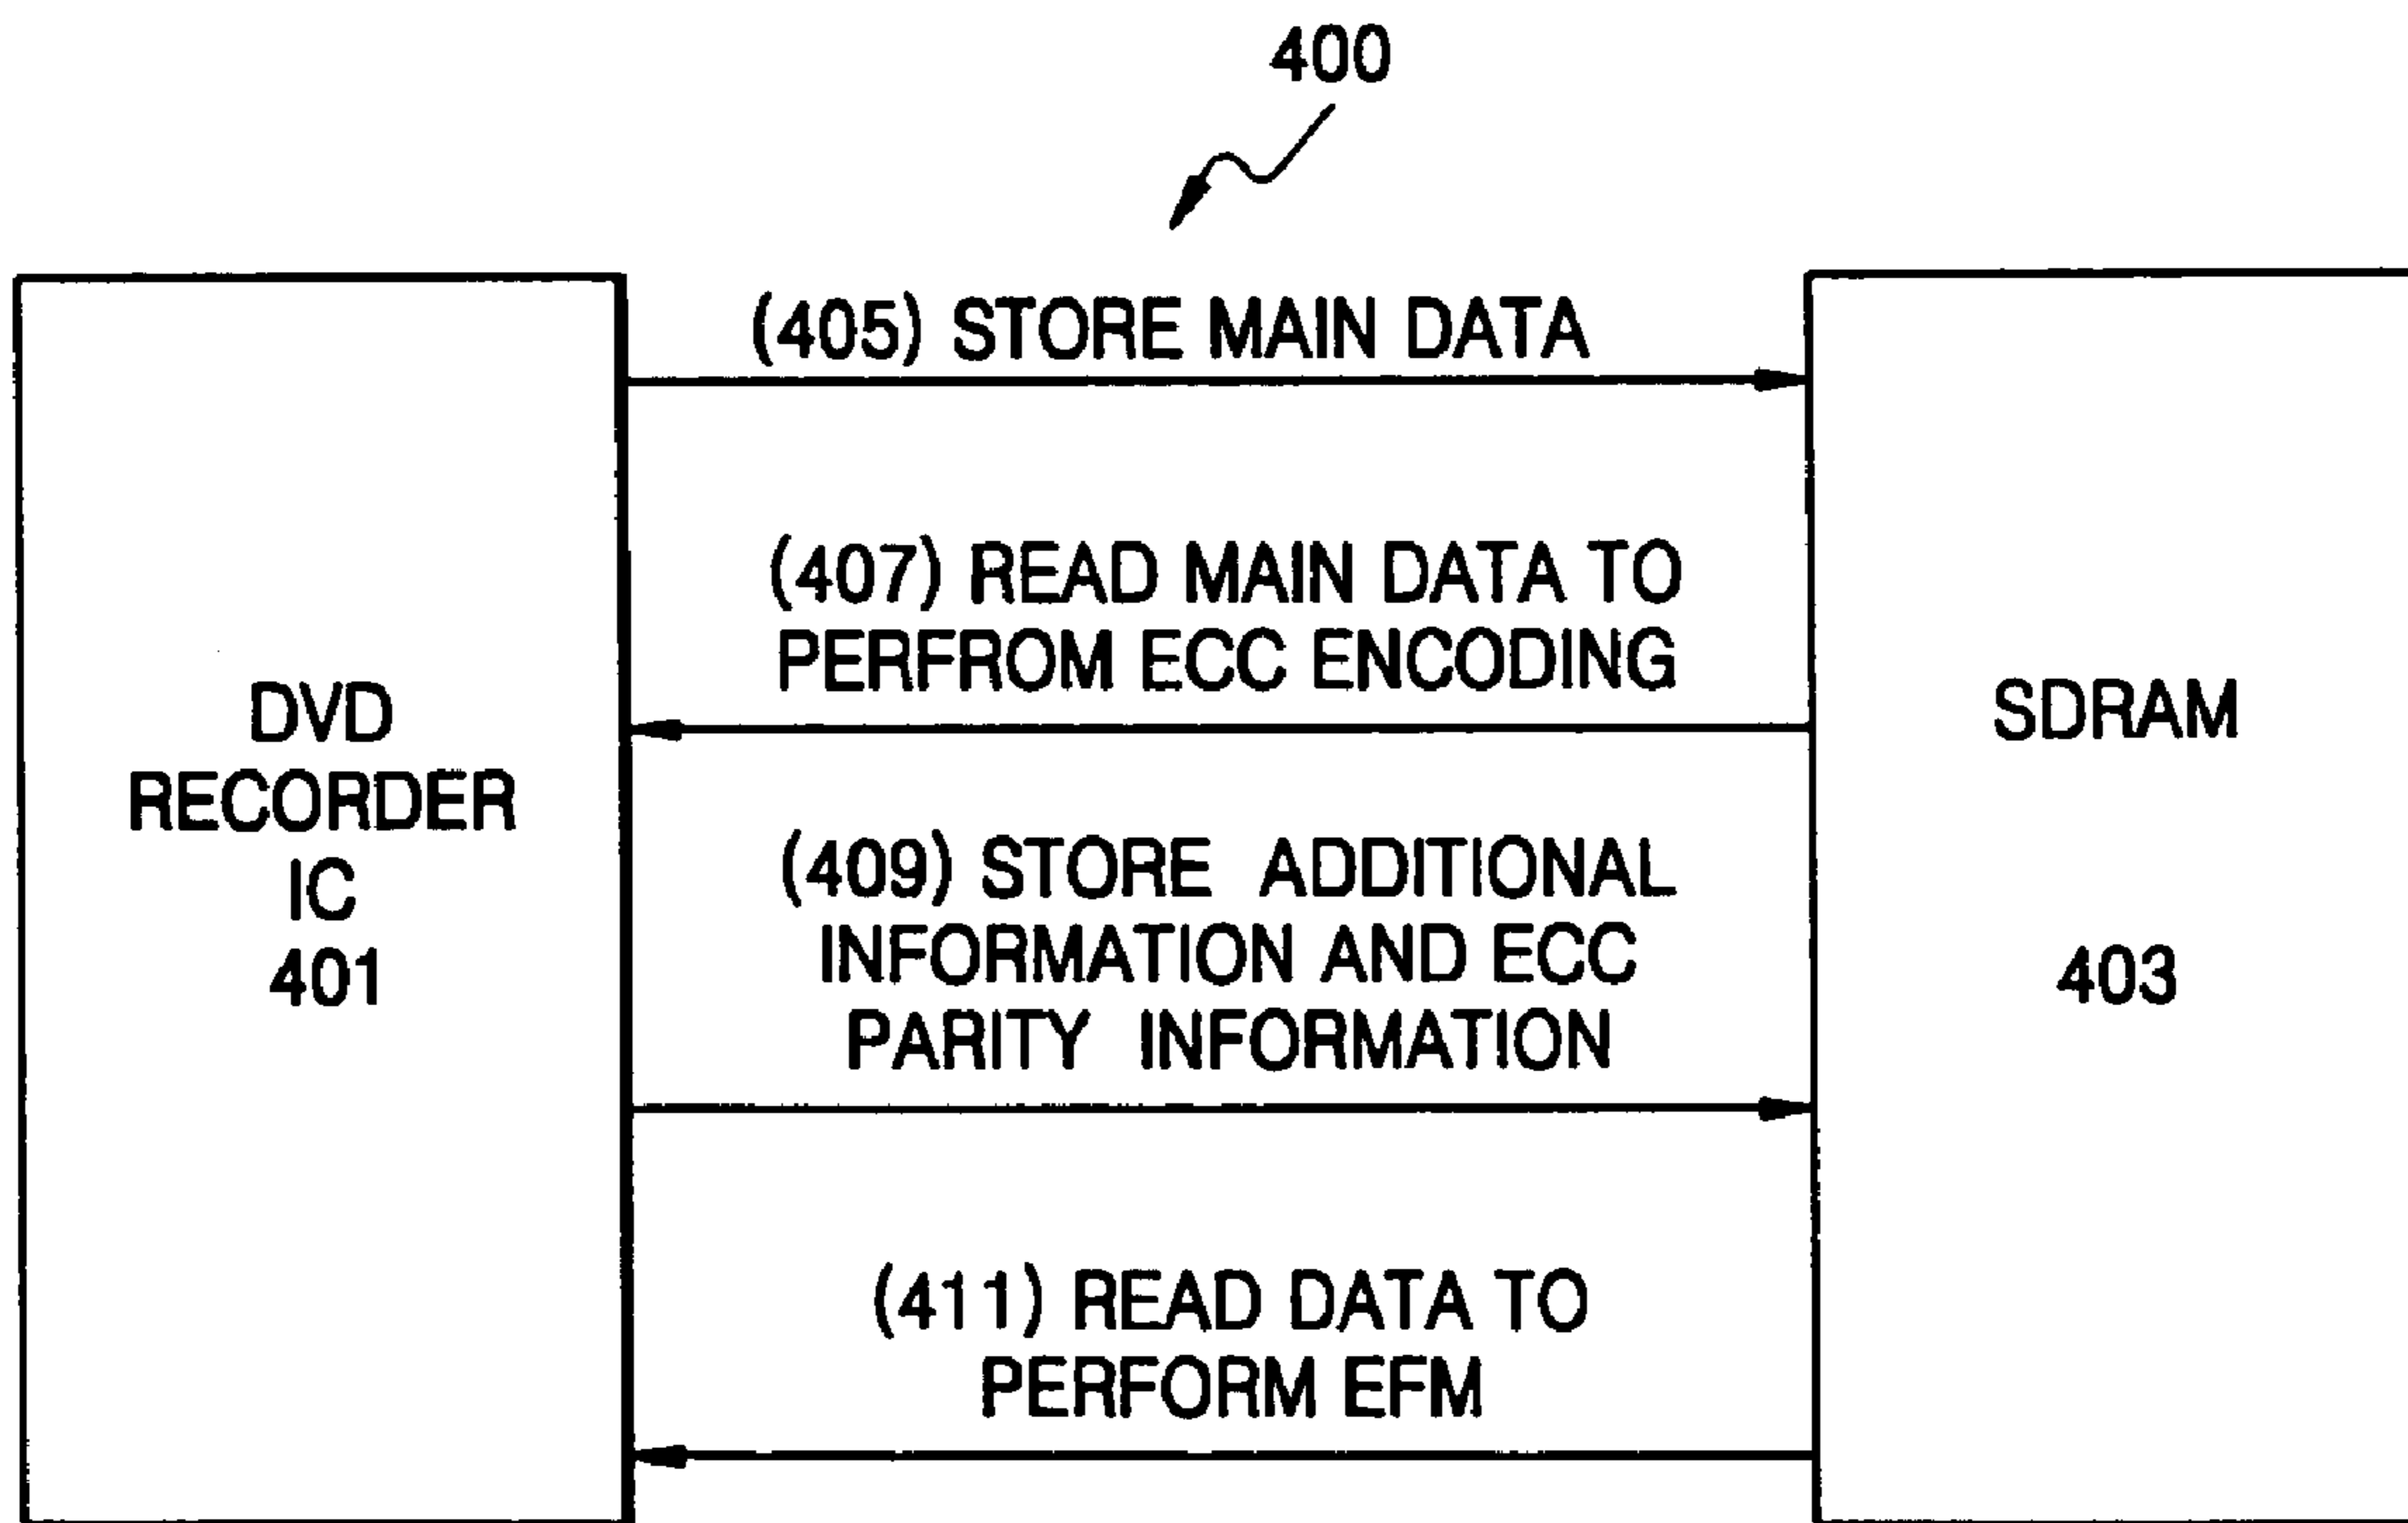 400
(405) STORE MAIN DATA
(407) READ MAIN DATA TO
PERFROM ECC ENCODING
DVD
RECORDER
IC
401
SDRAM
403
(409) STORE ADDITIONAL
INFORMATION AND ECC
PARITY INFORMATION
(411) READ DATA TO
PERFORM EFM